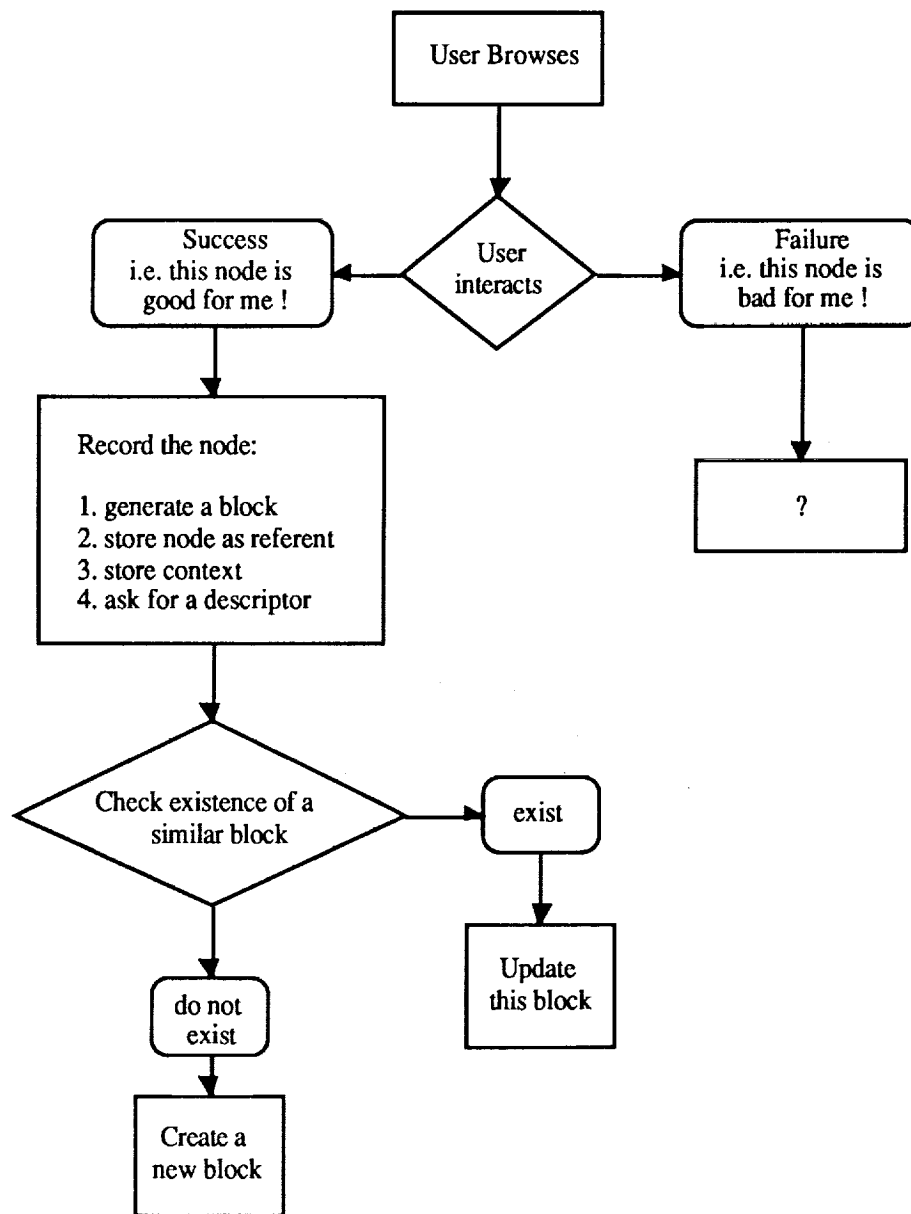 User Browses
User
interacts
Success
i.e. this node is
good for me !
Failure
i.e. this node is
bad for me !
Record the node:
1. generate a block
2. store node as referent
3. store context
4. ask for a descriptor
?
Check existence of a
similar block
exist
Update
this block
do not
exist
Create a
new block